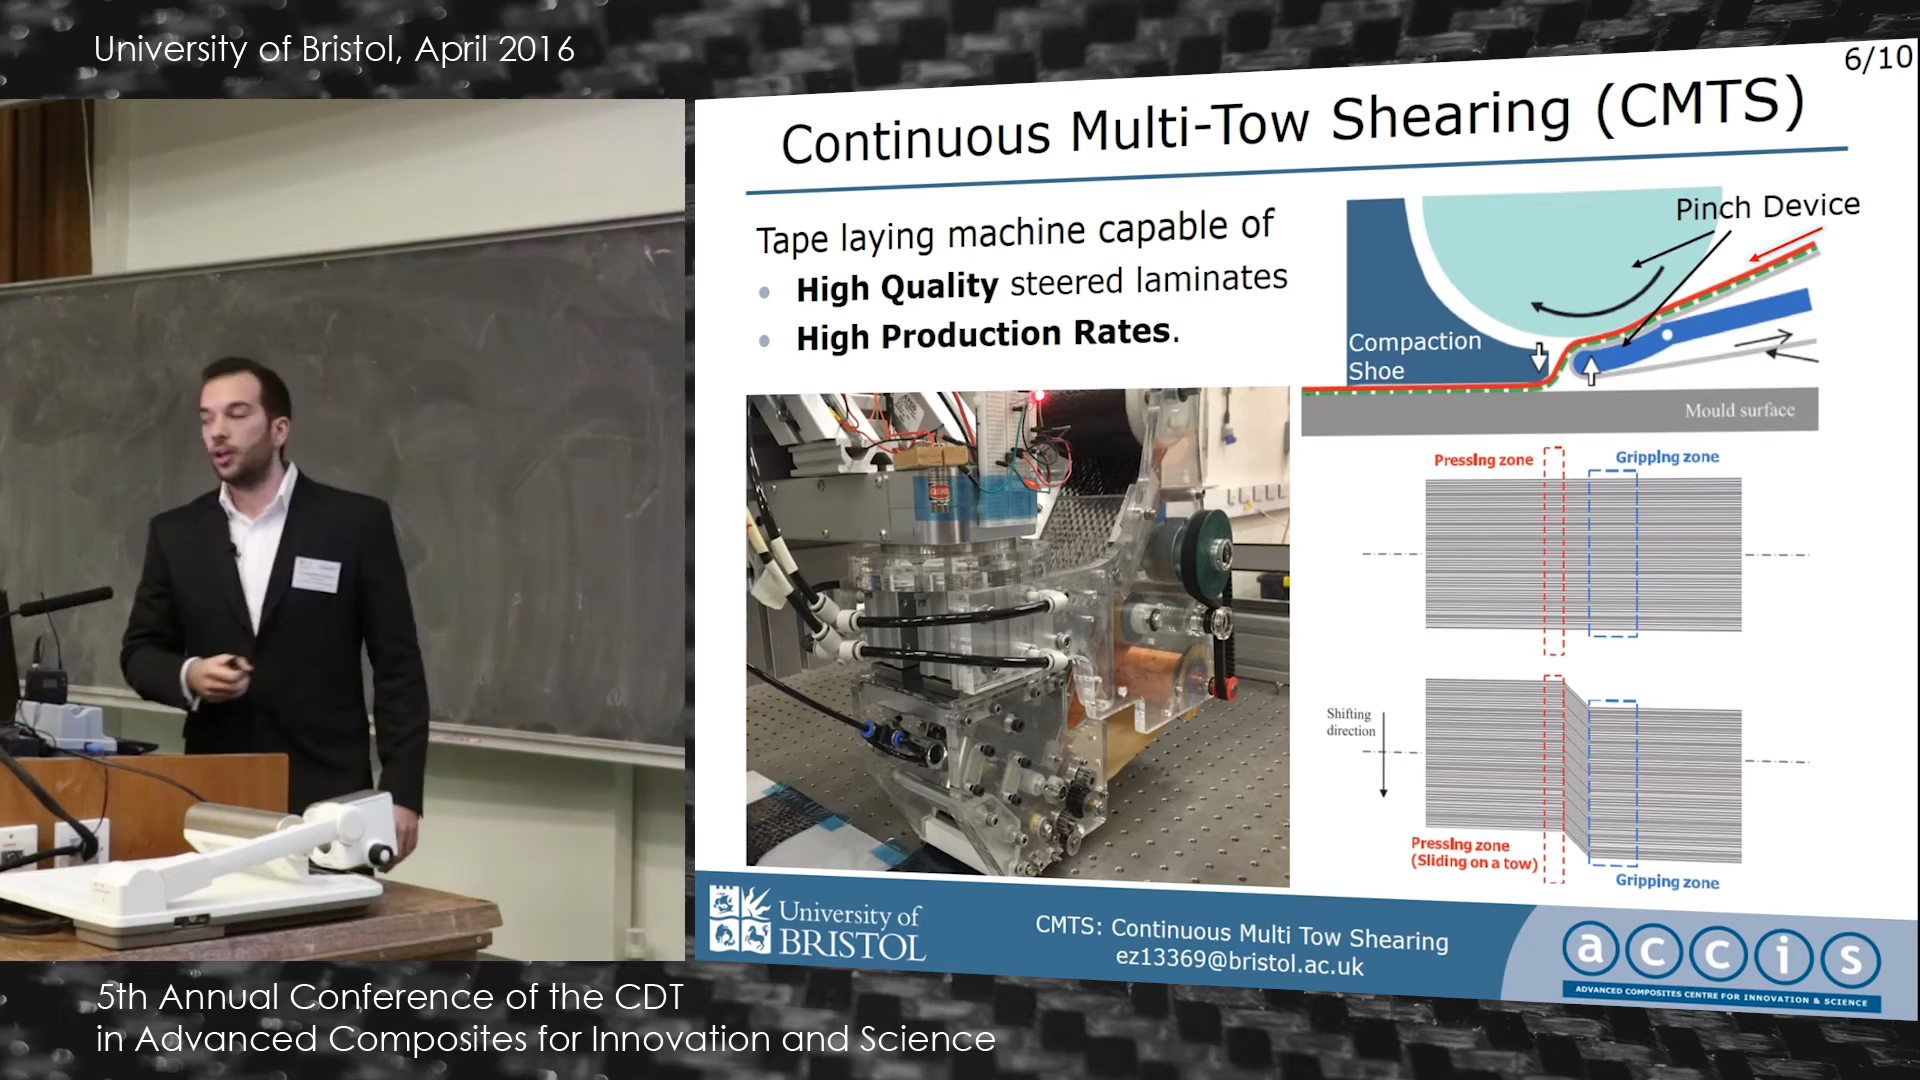 University of Bristol, April 2016
6/10
Continuous Multi-Tow Shearing (CMTS)
Tape laying machine capable of
• High Quality steered laminates
• High Production Rates.
Pinch Device
Compaction
Shoe
Mould surface
Pressing zone
Gripping zone
Shifting
direction
Pressing zone
(Sliding on a tow)
Gripping zone
University of
BRISTOL
CMTS: Continuous Multi Tow Shearing
ez13369@bristol.ac.uk
accis
ADVANCED COMPOSITES CENTRE FOR INNOVATION & SCIENCE
5th Annual Conference of the CDT
in Advanced Composites for Innovation and Science